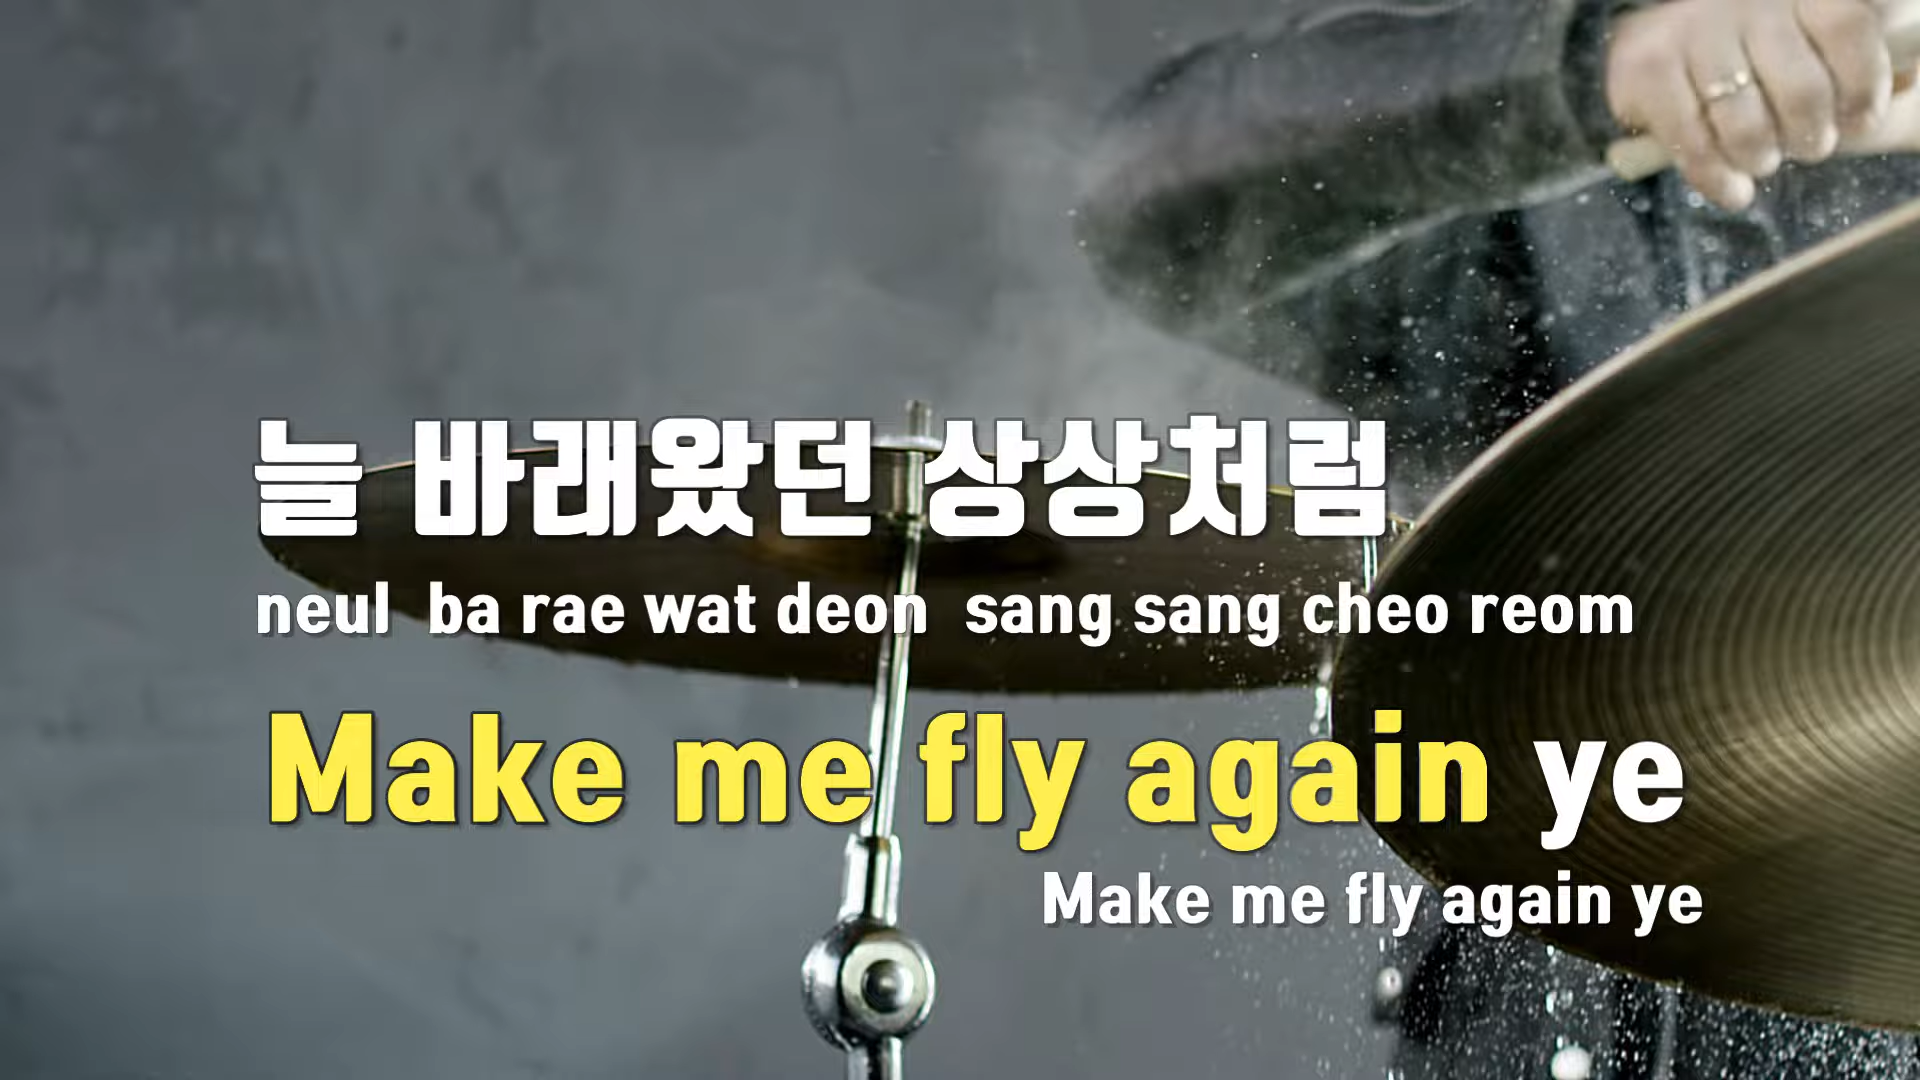 늘 바래왔던 상상처럼
neul ba rae wat deon sang sang cheo reom
Make me fly again ye
Make me fly again ye